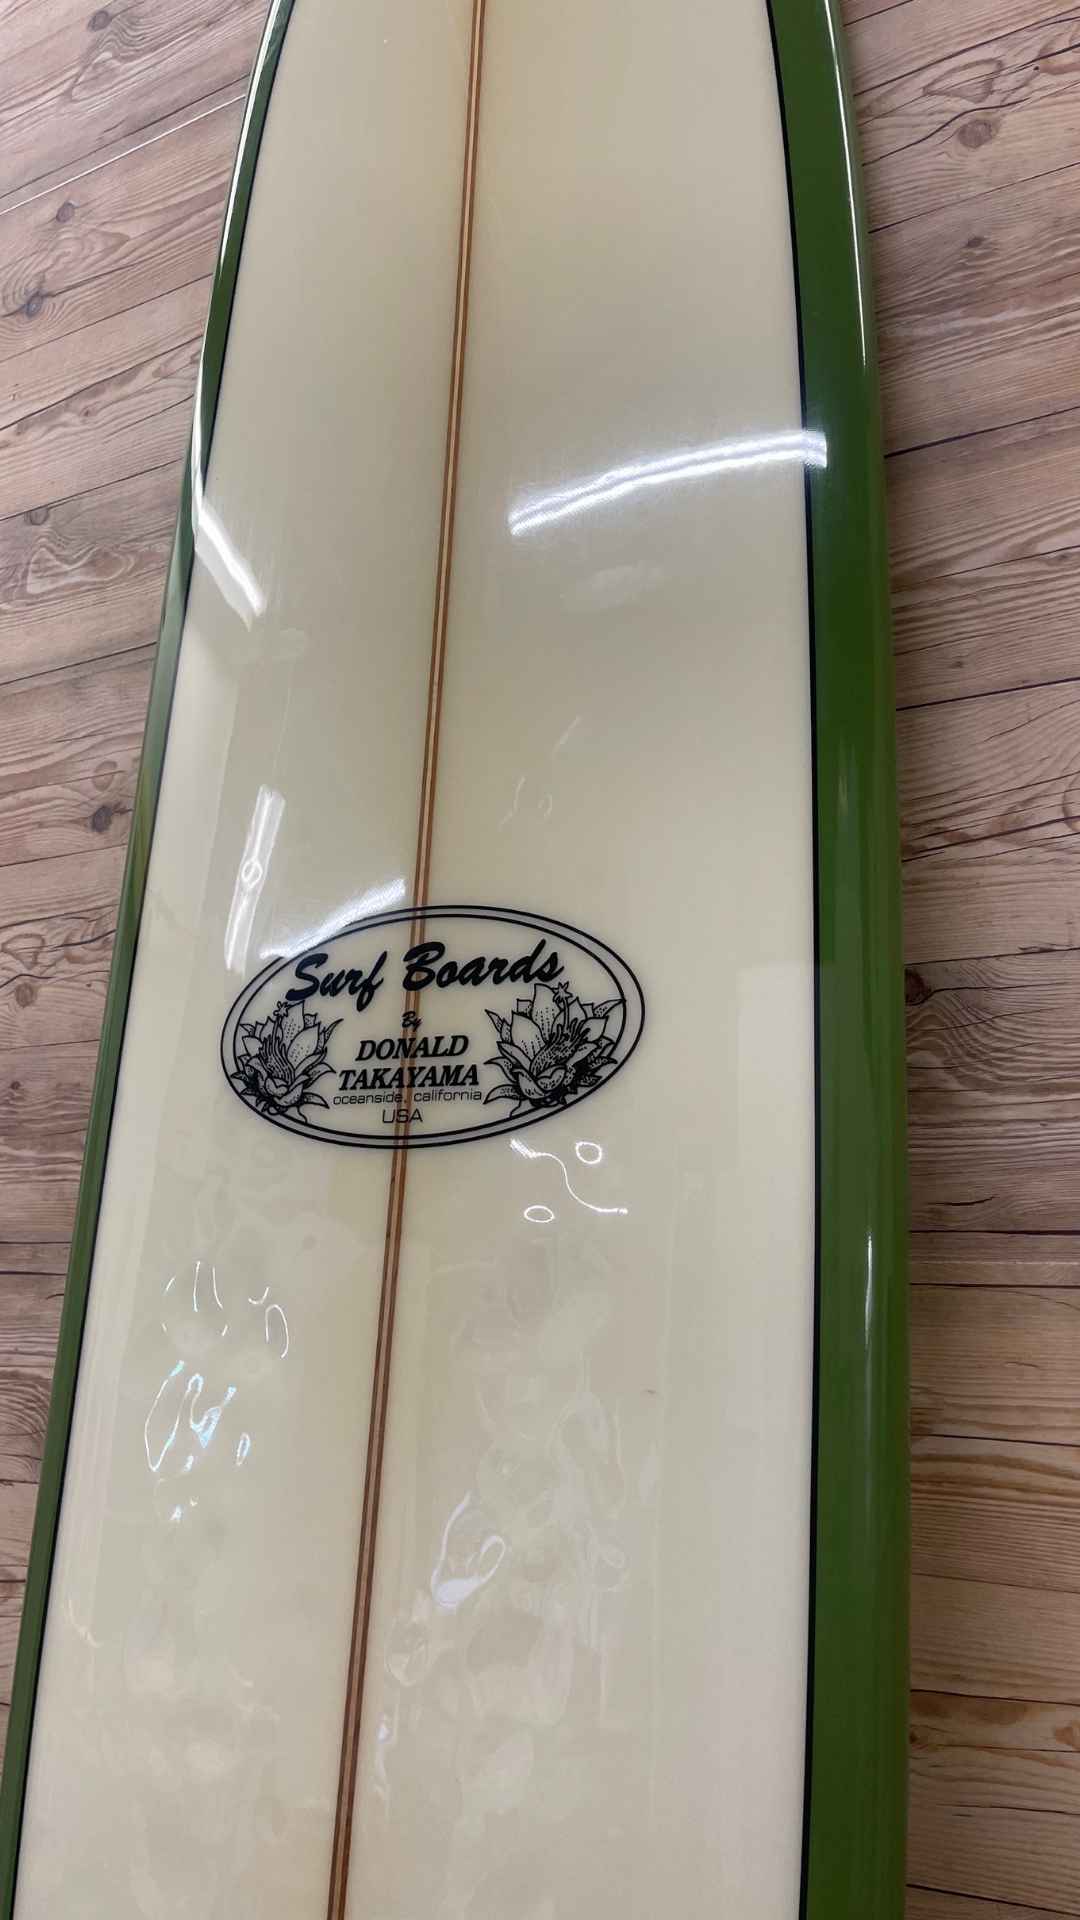 Surf Boards
By
DONALD
TAKAYAMA
oceanside, california
USA